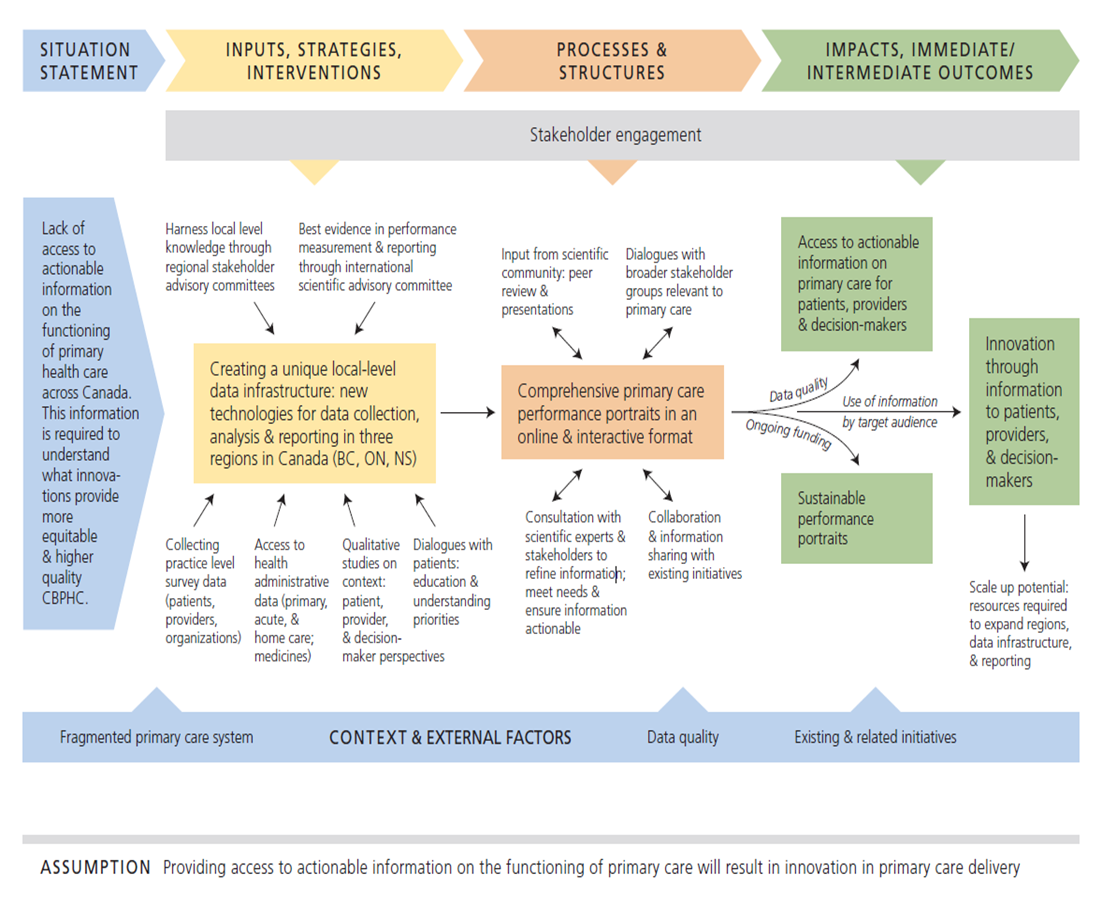 SITUATION
STATEMENT
INPUTS, STRATEGIES,
INTERVENTIONS
PROCESSES &
STRUCTURES
IMPACTS, IMMEDIATE/
INTERMEDIATE OUTCOMES
Stakeholder engagement
Lack of
access to
actionable
information
on the
functioning
of primary
health care
across Canada.
This information
is required to
understand
what innova-
tions provide
more
equitable
& higher
quality
CBPHC.
Harness local level
knowledge through
regional stakeholder
advisory committees
Best evidence in performance
measurement & reporting
through international
scientific advisory committee
Creating a unique local-level
data infrastructure: new
technologies for data collection,
analysis & reporting in three
regions in Canada (BC, ON, NS)
Collecting
practice level
survey data
(patients,
providers,
organizations)
Access to
health
administrative
data (primary,
acute, &
home care;
medicines)
Qualitative
studies on
context:
patient,
provider,
& decision-
maker perspectives
Dialogues with
patients:
education &
understanding
priorities
Input from scientific
community: peer
review &
presentations
Dialogues with
broader stakeholder
groups relevant to
primary care
Comprehensive primary care
performance portraits in an
online & interactive format
Consultation with
scientific experts &
stakeholders to
refine information;
meet needs &
ensure information
actionable
Collaboration
& information
sharing with
existing initiatives
Access to actionable
information on
primary care for
patients, providers
& decision-makers
Data quality
Use of information
by target audience
Ongoing funding
Sustainable
performance
portraits
Innovation
through
information
to patients,
providers,
& decision-
makers
Scale up potential:
resources required
to expand regions,
data infrastructure,
& reporting
Fragmented primary care system
CONTEXT & EXTERNAL FACTORS
Data quality
Existing & related initiatives
ASSUMPTION Providing access to actionable information on the functioning of primary care will result in innovation in primary care delivery